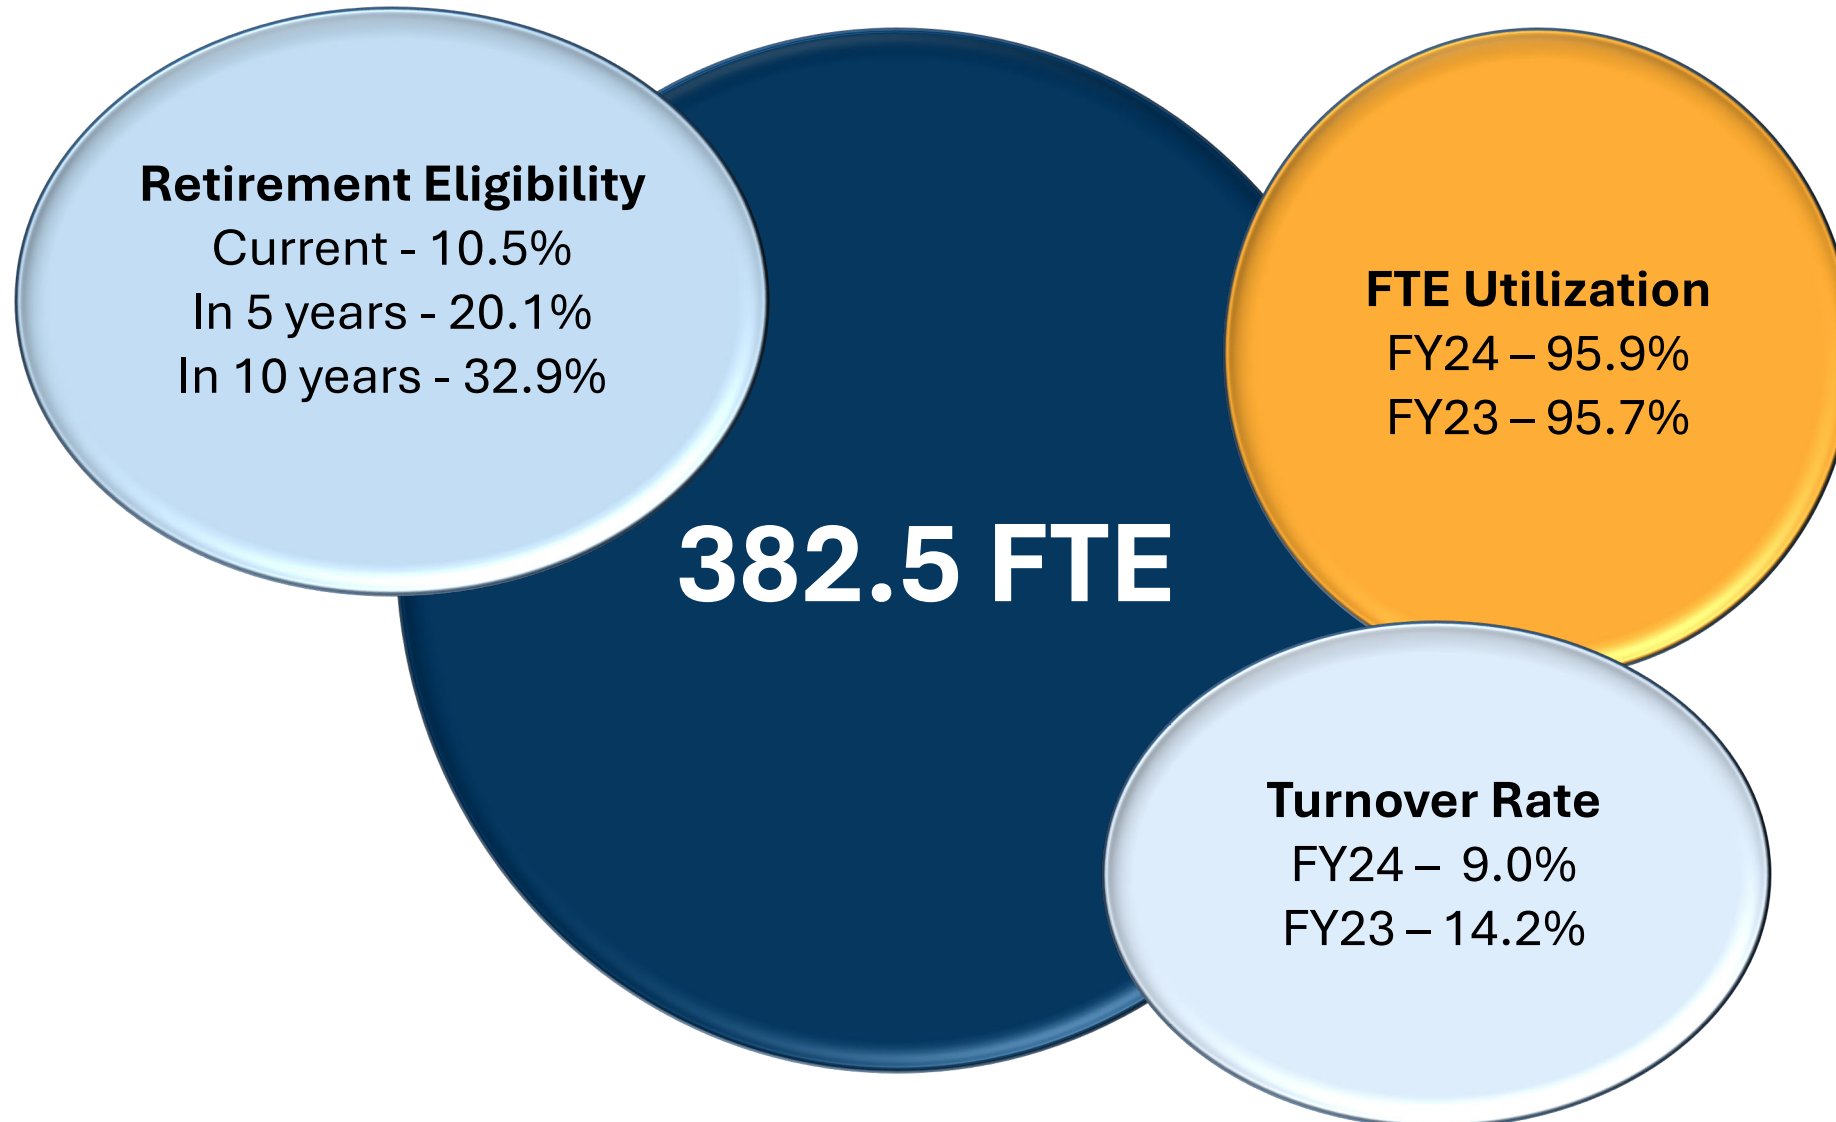 Retirement Eligibility
Current - 10.5%
In 5 years - 20.1%
In 10 years - 32.9%
FTE Utilization
FY24 – 95.9%
FY23 – 95.7%
382.5 FTE
Turnover Rate
FY24 –  9.0%
FY23 – 14.2%